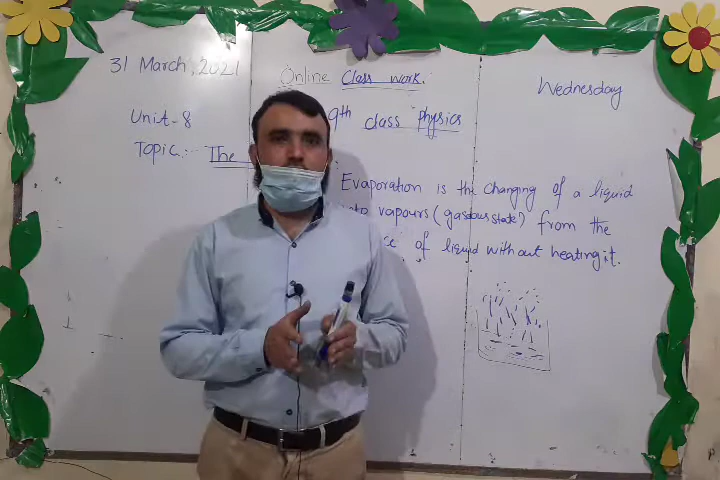 31 March, 2021
Online Class work.
Wednesday
Unit-8
9th class physics
Topic:- The
Evaporation is the changing of a liquid
vapours (gaseous state) from the
of liquid without heating it.